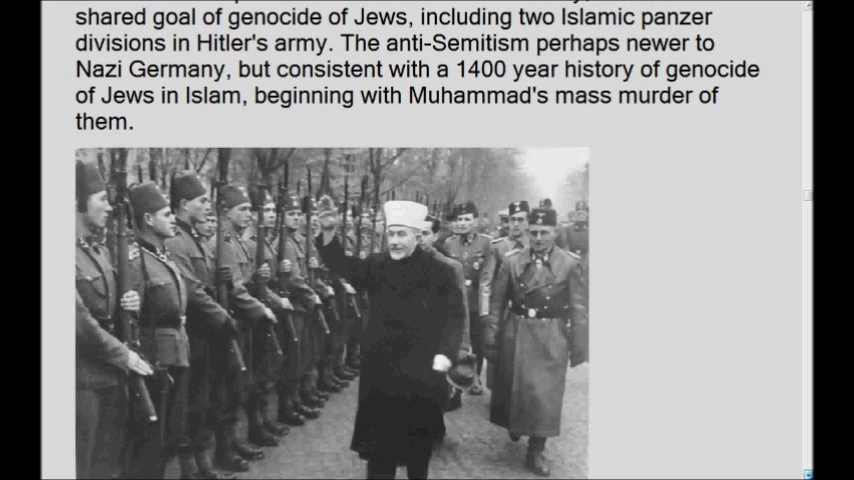 shared goal of genocide of Jews, including two Islamic panzer
divisions in Hitler's army. The anti-Semitism perhaps newer to
Nazi Germany, but consistent with a 1400 year history of genocide
of Jews in Islam, beginning with Muhammad's mass murder of
them.